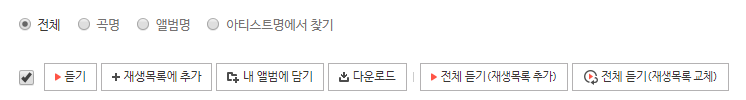 전체 곡명 앨범명 아티스트명에서 찾기
듣기 재생목록에 추가 내 앨범에 담기 다운로드 전체 듣기(재생목록 추가) 전체 듣기(재생목록 교체)